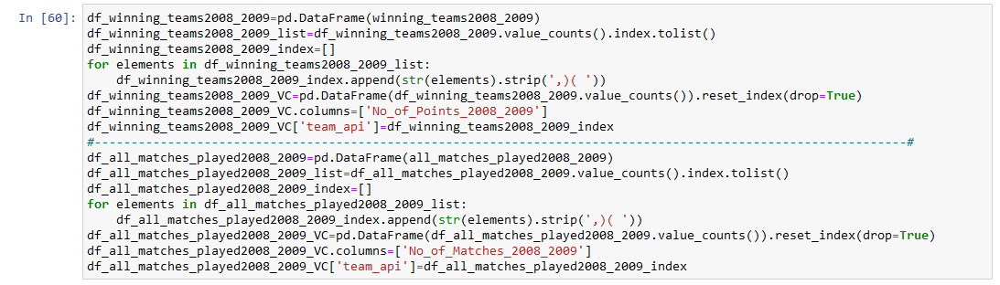 In [60]: df_winning_teams2008_2009=pd.DataFrame(winning_teams2008_2009)
df_winning_teams2008_2009_list=df_winning_teams2008_2009.value_counts().index.tolist()
df_winning_teams2008_2009_index=[]
for elements in df_winning_teams2008_2009_list:
    df_winning_teams2008_2009_index.append(str(elements).strip(',)( '))
df_winning_teams2008_2009_VC=pd.DataFrame(df_winning_teams2008_2009.value_counts()).reset_index(drop=True)
df_winning_teams2008_2009_VC.columns=['No_of_Points_2008_2009']
df_winning_teams2008_2009_VC['team_api']=df_winning_teams2008_2009_index
#---------------------------------------------------------------------------------------------------------------#
df_all_matches_played2008_2009=pd.DataFrame(all_matches_played2008_2009)
df_all_matches_played2008_2009_list=df_all_matches_played2008_2009.value_counts().index.tolist()
df_all_matches_played2008_2009_index=[]
for elements in df_all_matches_played2008_2009_list:
    df_all_matches_played2008_2009_index.append(str(elements).strip(',)( '))
df_all_matches_played2008_2009_VC=pd.DataFrame(df_all_matches_played2008_2009.value_counts()).reset_index(drop=True)
df_all_matches_played2008_2009_VC.columns=['No_of_Matches_2008_2009']
df_all_matches_played2008_2009_VC['team_api']=df_all_matches_played2008_2009_index